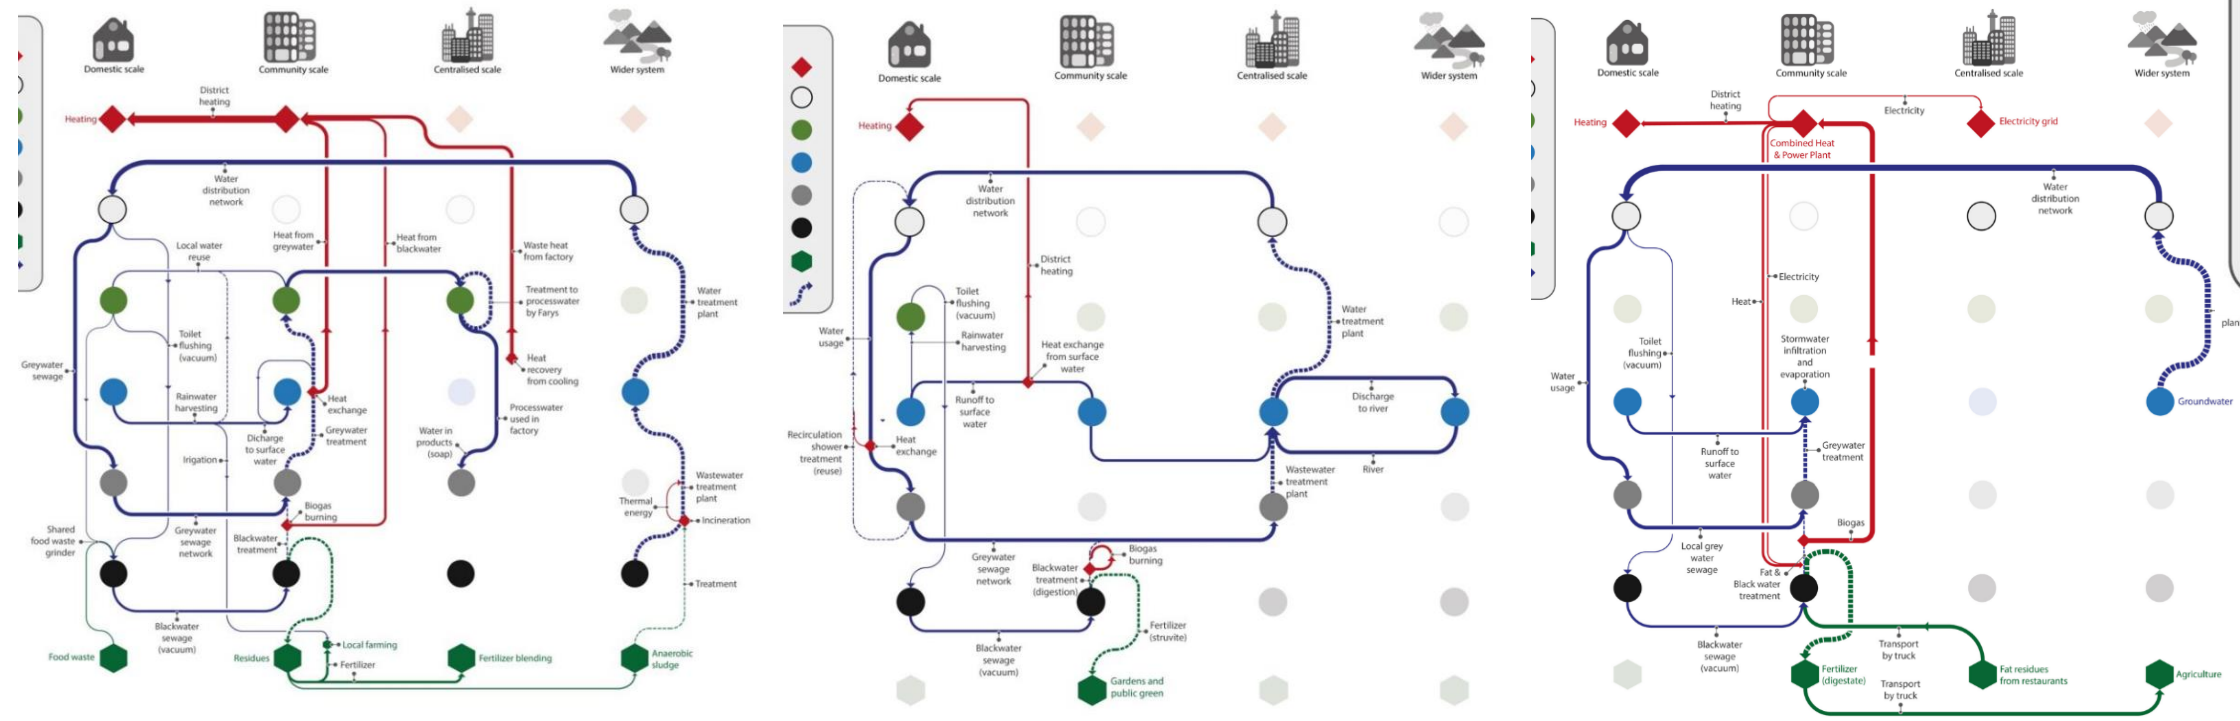 Domestic scale
Community scale
Centralised scale
Wider system
District
heating
Heating
Water
distribution
network
Local water
reuse
Heat from
greywater
Heat from
blackwater
Waste heat
from factory
Treatment to
processwater
by Farys
Water
treatment
plant
Toilet
flushing
(vacuum)
Greywater
sewage
Heat
recovery
from cooling
Rainwater
harvesting
Heat
exchange
Processwater
used in
factory
Dicharge
to surface
water
Greywater
treatment
Water in
products
(soap)
Irigation
Wastewater
treatment
plant
Thermal
energy
Biogas
burning
Incineration
Shared
food waste
grinder
Greywater
sewage
network
Blackwater
treatment
Treatment
Blackwater
sewage
(vacuum)
Local farming
Food waste
Residues
Fertilizer
Fertilizer blending
Anaerobic
sludge
Domestic scale
Community scale
Centralised scale
Wider system
Heating
Water
distribution
network
District
heating
Toilet
flushing
(vacuum)
Water
usage
Rainwater
harvesting
Heat exchange
from surface
water
Water
treatment
plant
Runoff to
surface
water
Discharge
to river
Recirculation
shower
treatment
(reuse)
Heat
exchange
River
Wastewater
treatment
plant
Greywater
sewage
network
Biogas
burning
Blackwater
treatment
(digestion)
Fertilizer
(struvite)
Blackwater
sewage
(vacuum)
Gardens and
public green
Domestic scale
Community scale
Centralised scale
Wider system
District
heating
Electricity
Heating
Electricity grid
Combined Heat
& Power Plant
Water
distribution
network
Electricity
Heat
Toilet
flushing
(vacuum)
Stormwater
infiltration
and
evaporation
plan
Water
usage
Groundwater
Runoff to
surface
water
Greywater
treatment
Biogas
Local grey
water
sewage
Fat &
Black water
treatment
Blackwater
sewage
(vacuum)
Transport
by truck
Fertilizer
(digestate)
Fat residues
from restaurants
Agriculture
Transport
by truck